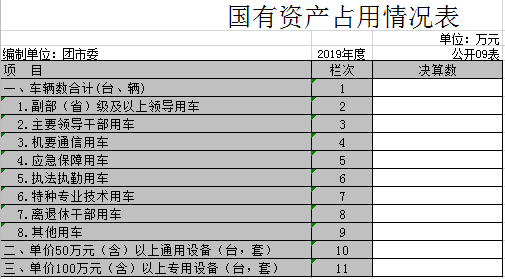 国有资产占用情况表
单位：万元
编制单位：团市委 2019年度 公开09表
项 目 栏次 决算数
一、车辆数合计(台、辆) 1
1.副部（省）级及以上领导用车 2
2.主要领导干部用车 3
3.机要通信用车 4
4.应急保障用车 5
5.执法执勤用车 6
6.特种专业技术用车 7
7.离退休干部用车 8
8.其他用车 9
二、单价50万元（含）以上通用设备（台，套） 10
三、单价100万元（含）以上专用设备（台，套） 11